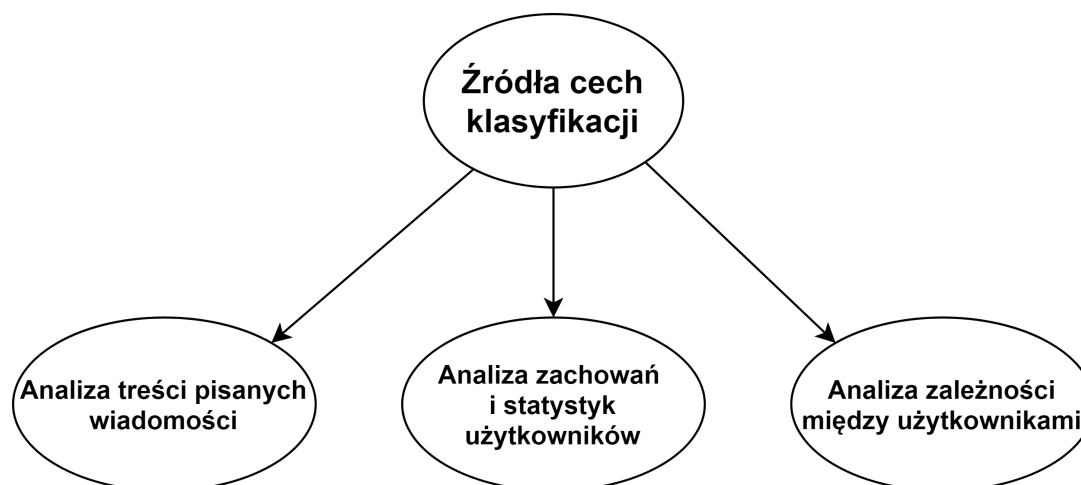 Źródła cech
klasyfikacji
Analiza treści pisanych
wiadomości
Analiza zachowań
i statystyk
użytkowników
Analiza zależności
między użytkownikami